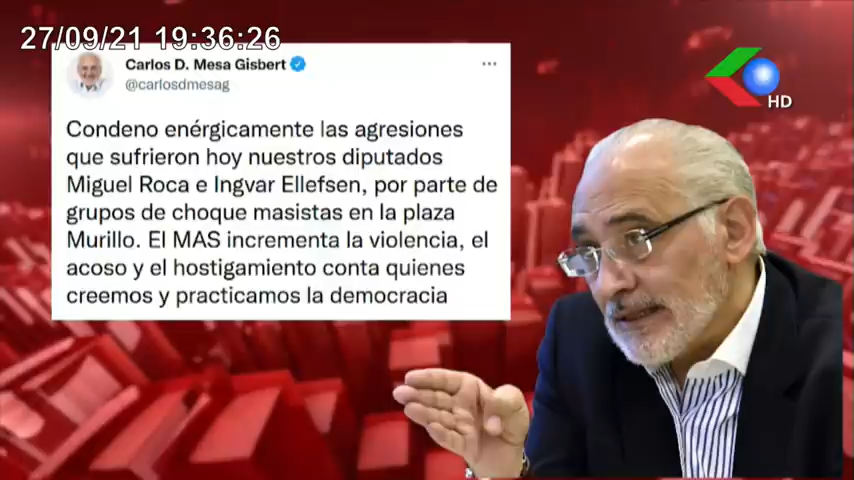 27/09/21 19:36:26
Carlos D. Mesa Gisbert
@carlosdmesag
Condeno enérgicamente las agresiones
que sufrieron hoy nuestros diputados
Miguel Roca e Ingvar Ellefsen, por parte de
grupos de choque masistas en la plaza
Murillo. El MAS incrementa la violencia, el
acoso y el hostigamiento conta quienes
creemos y practicamos la democracia
HD